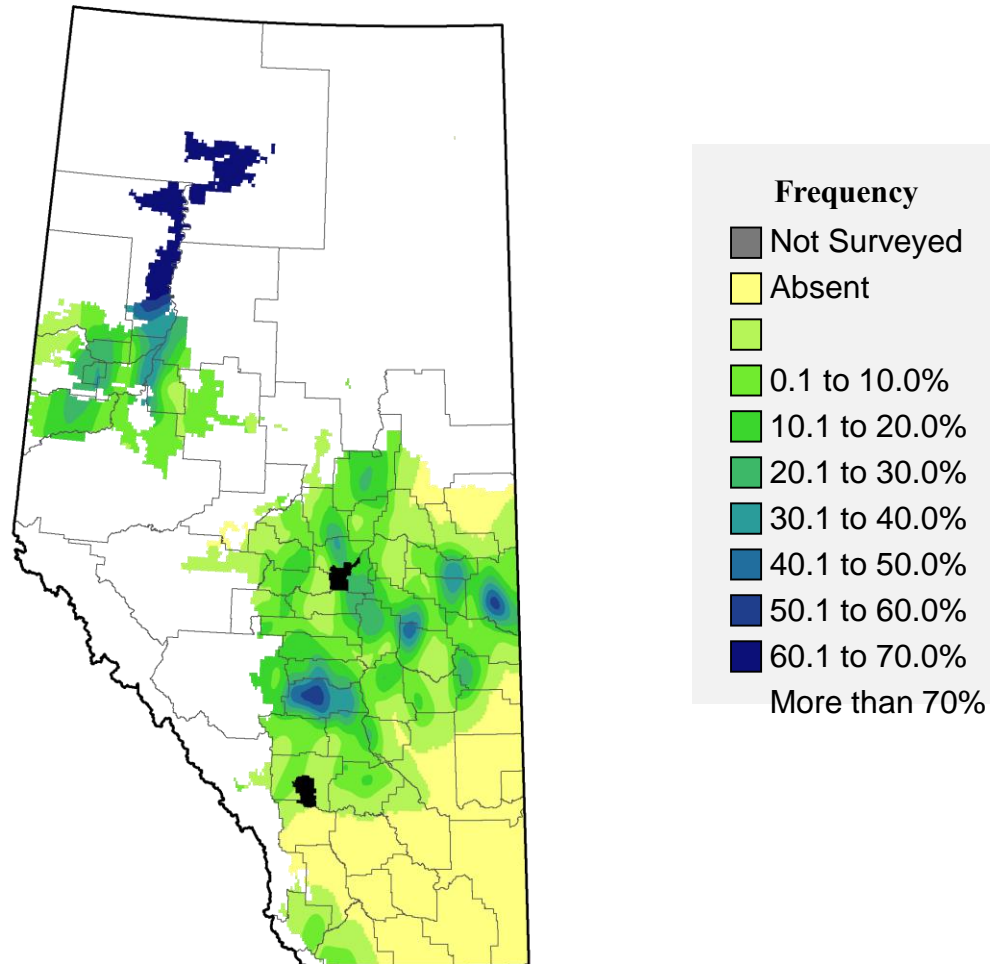 Frequency
Not Surveyed
Absent
0.1 to 10.0%
10.1 to 20.0%
20.1 to 30.0%
30.1 to 40.0%
40.1 to 50.0%
50.1 to 60.0%
60.1 to 70.0%
More than 70%